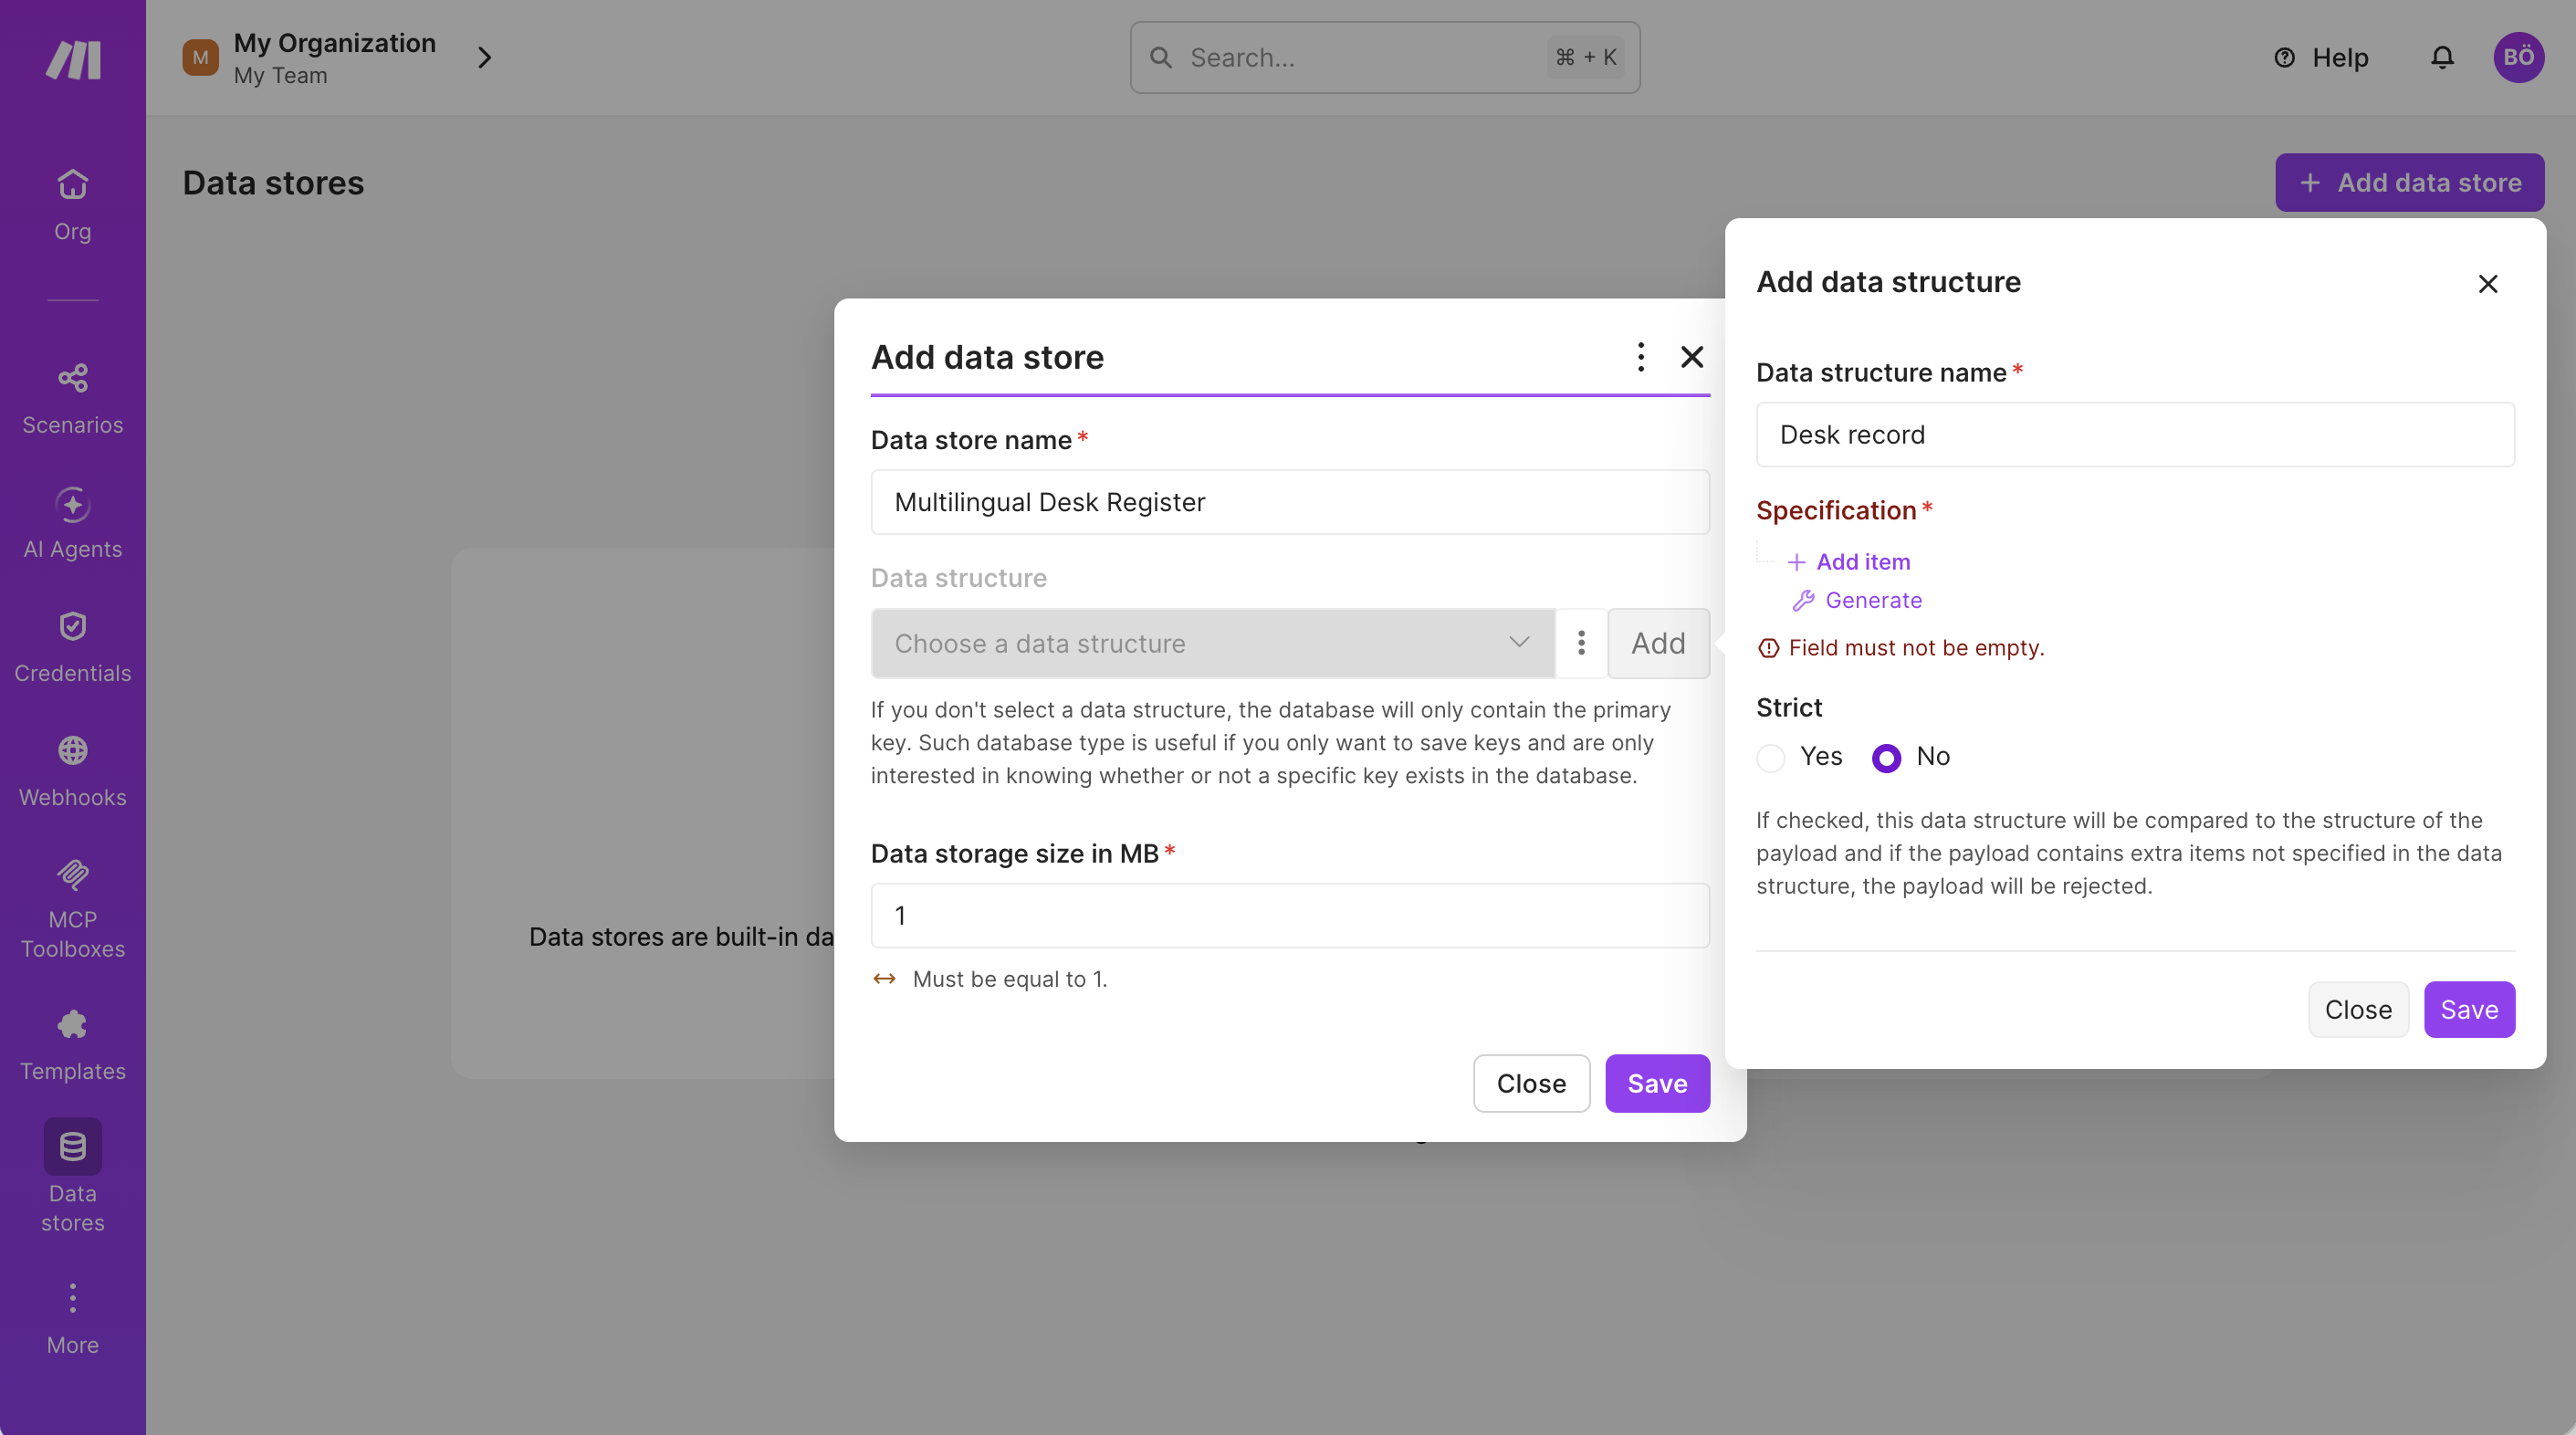 M
My Organization
My Team
Search...
⌘ + K
Help
BÖ
Org
Scenarios
AI Agents
Credentials
Webhooks
MCP
Toolboxes
Templates
Data
stores
More
Data stores
Add data store
Data stores are built-in da
Add data store
Data store name*
Multilingual Desk Register
Data structure
Choose a data structure
Add
If you don't select a data structure, the database will only contain the primary
key. Such database type is useful if you only want to save keys and are only
interested in knowing whether or not a specific key exists in the database.
Data storage size in MB*
1
Must be equal to 1.
Close
Save
Add data structure
Data structure name*
Desk record
Specification*
Add item
Generate
Field must not be empty.
Strict
Yes
No
If checked, this data structure will be compared to the structure of the
payload and if the payload contains extra items not specified in the data
structure, the payload will be rejected.
Close
Save